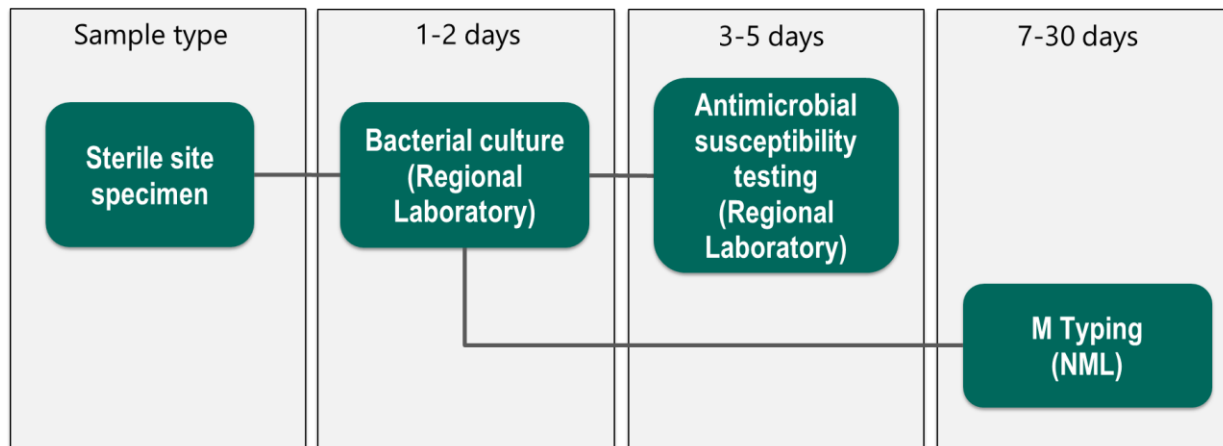 Sample type
1-2 days
3-5 days
7-30 days
Sterile site
specimen
Bacterial culture
(Regional
Laboratory)
Antimicrobial
susceptibility
testing
(Regional
Laboratory)
M Typing
(NML)